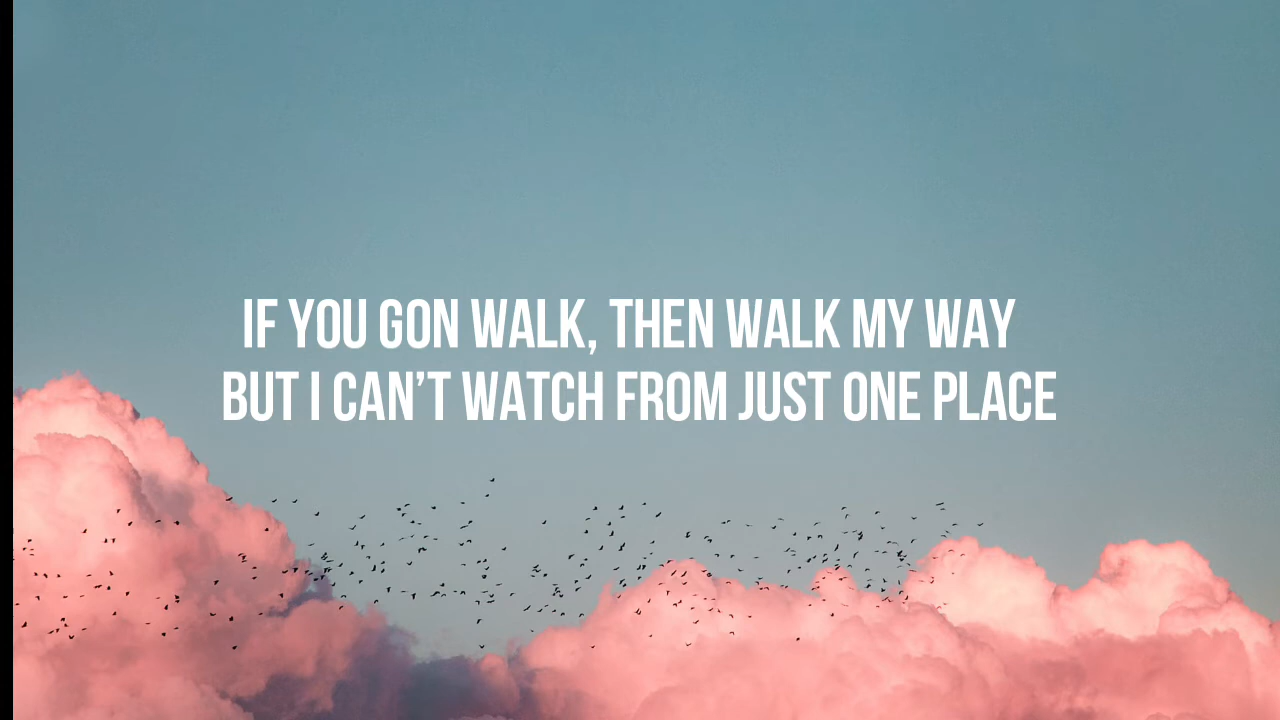 IF YOU GON WALK, THEN WALK MY WAY
BUT I CAN’T WATCH FROM JUST ONE PLACE